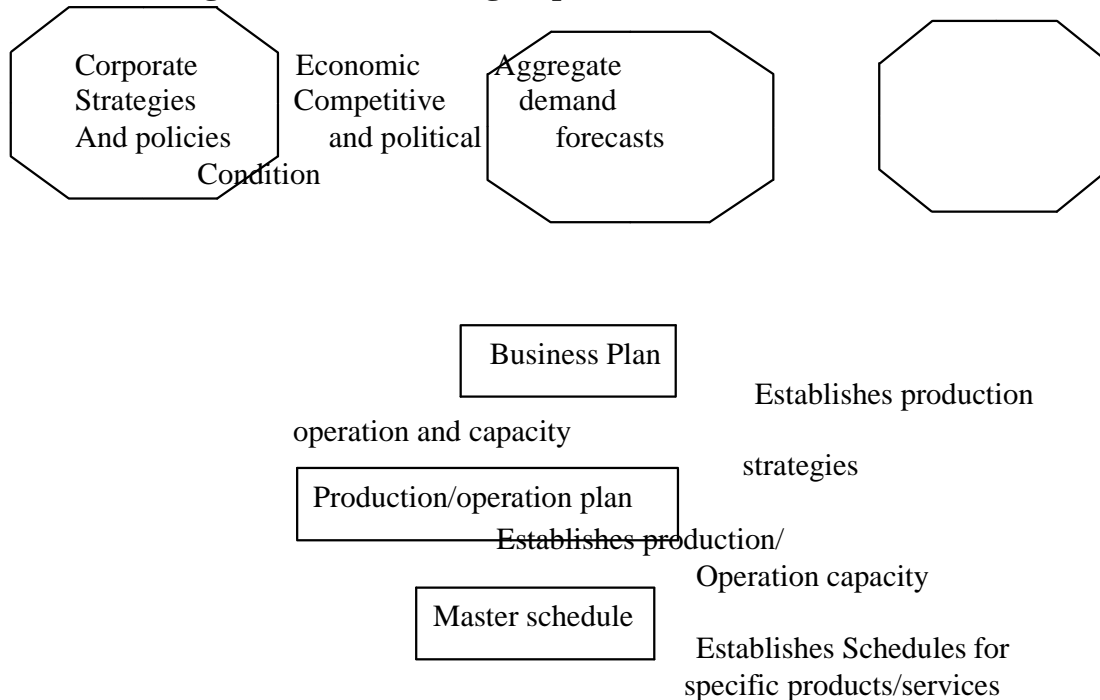 Corporate Economic Aggregate
Strategies Competitive demand
And policies and political forecasts
Condition
Business Plan
Establishes production
operation and capacity
strategies
Production/operation plan
Establishes production/
Operation capacity
Master schedule
Establishes Schedules for
specific products/services